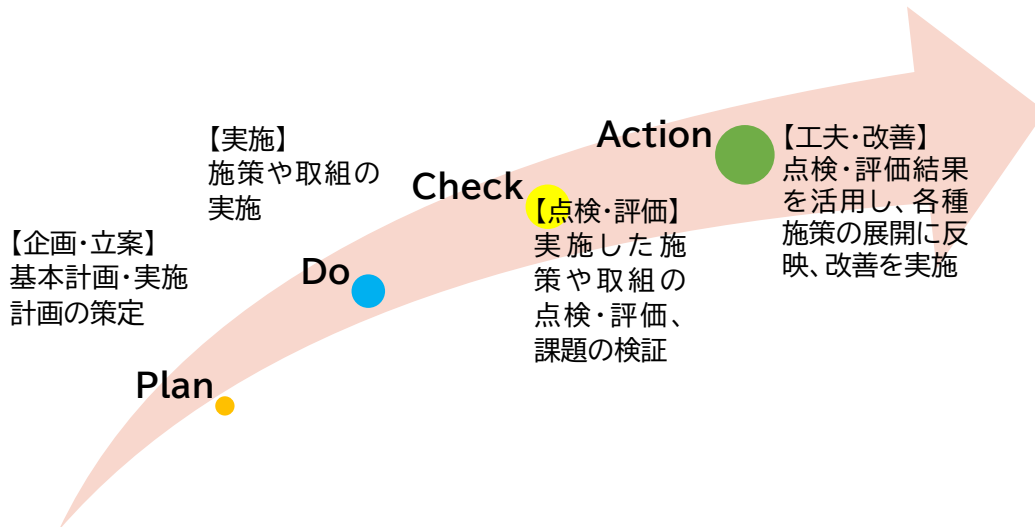 Plan
【企画・立案】
基本計画・実施
計画の策定
Do
【実施】
施策や取組の
実施
Check
【点検・評価】
実施した施
策や取組の
点検・評価、
課題の検証
Action
【工夫・改善】
点検・評価結果
を活用し、各種
施策の展開に反
映、改善を実施